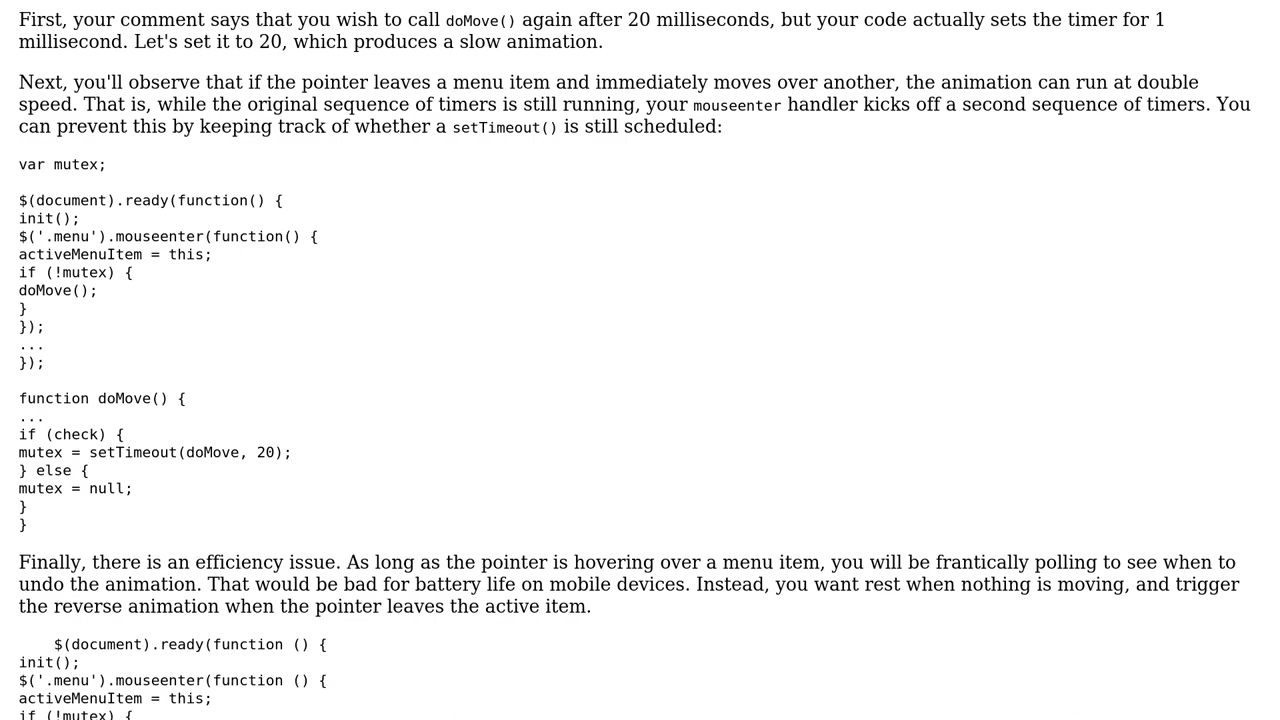 First, your comment says that you wish to call doMove() again after 20 milliseconds, but your code actually sets the timer for 1
millisecond. Let's set it to 20, which produces a slow animation.
Next, you'll observe that if the pointer leaves a menu item and immediately moves over another, the animation can run at double
speed. That is, while the original sequence of timers is still running, your mouseenter handler kicks off a second sequence of timers. You
can prevent this by keeping track of whether a setTimeout() is still scheduled:
var mutex;
$(document).ready(function() {
init();
$('.menu').mouseenter(function() {
activeMenuItem = this;
if (!mutex) {
doMove();
}
});
...
});
function doMove() {
...
if (check) {
mutex = setTimeout(doMove, 20);
} else {
mutex = null;
}
}
Finally, there is an efficiency issue. As long as the pointer is hovering over a menu item, you will be frantically polling to see when to
undo the animation. That would be bad for battery life on mobile devices. Instead, you want rest when nothing is moving, and trigger
the reverse animation when the pointer leaves the active item.
$(document).ready(function () {
init();
$('.menu').mouseenter(function () {
activeMenuItem = this;
if (!mutex) {